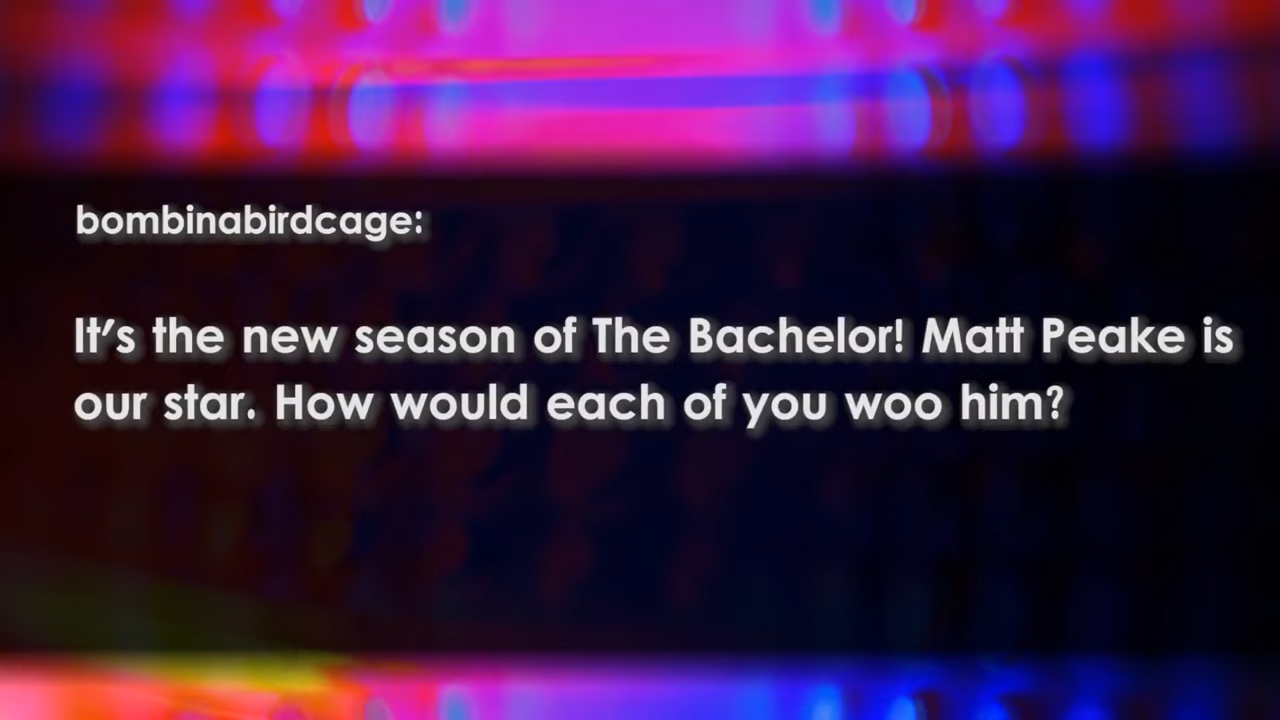 bombinabirdcage:
It's the new season of The Bachelor! Matt Peake is
our star. How would each of you woo him?